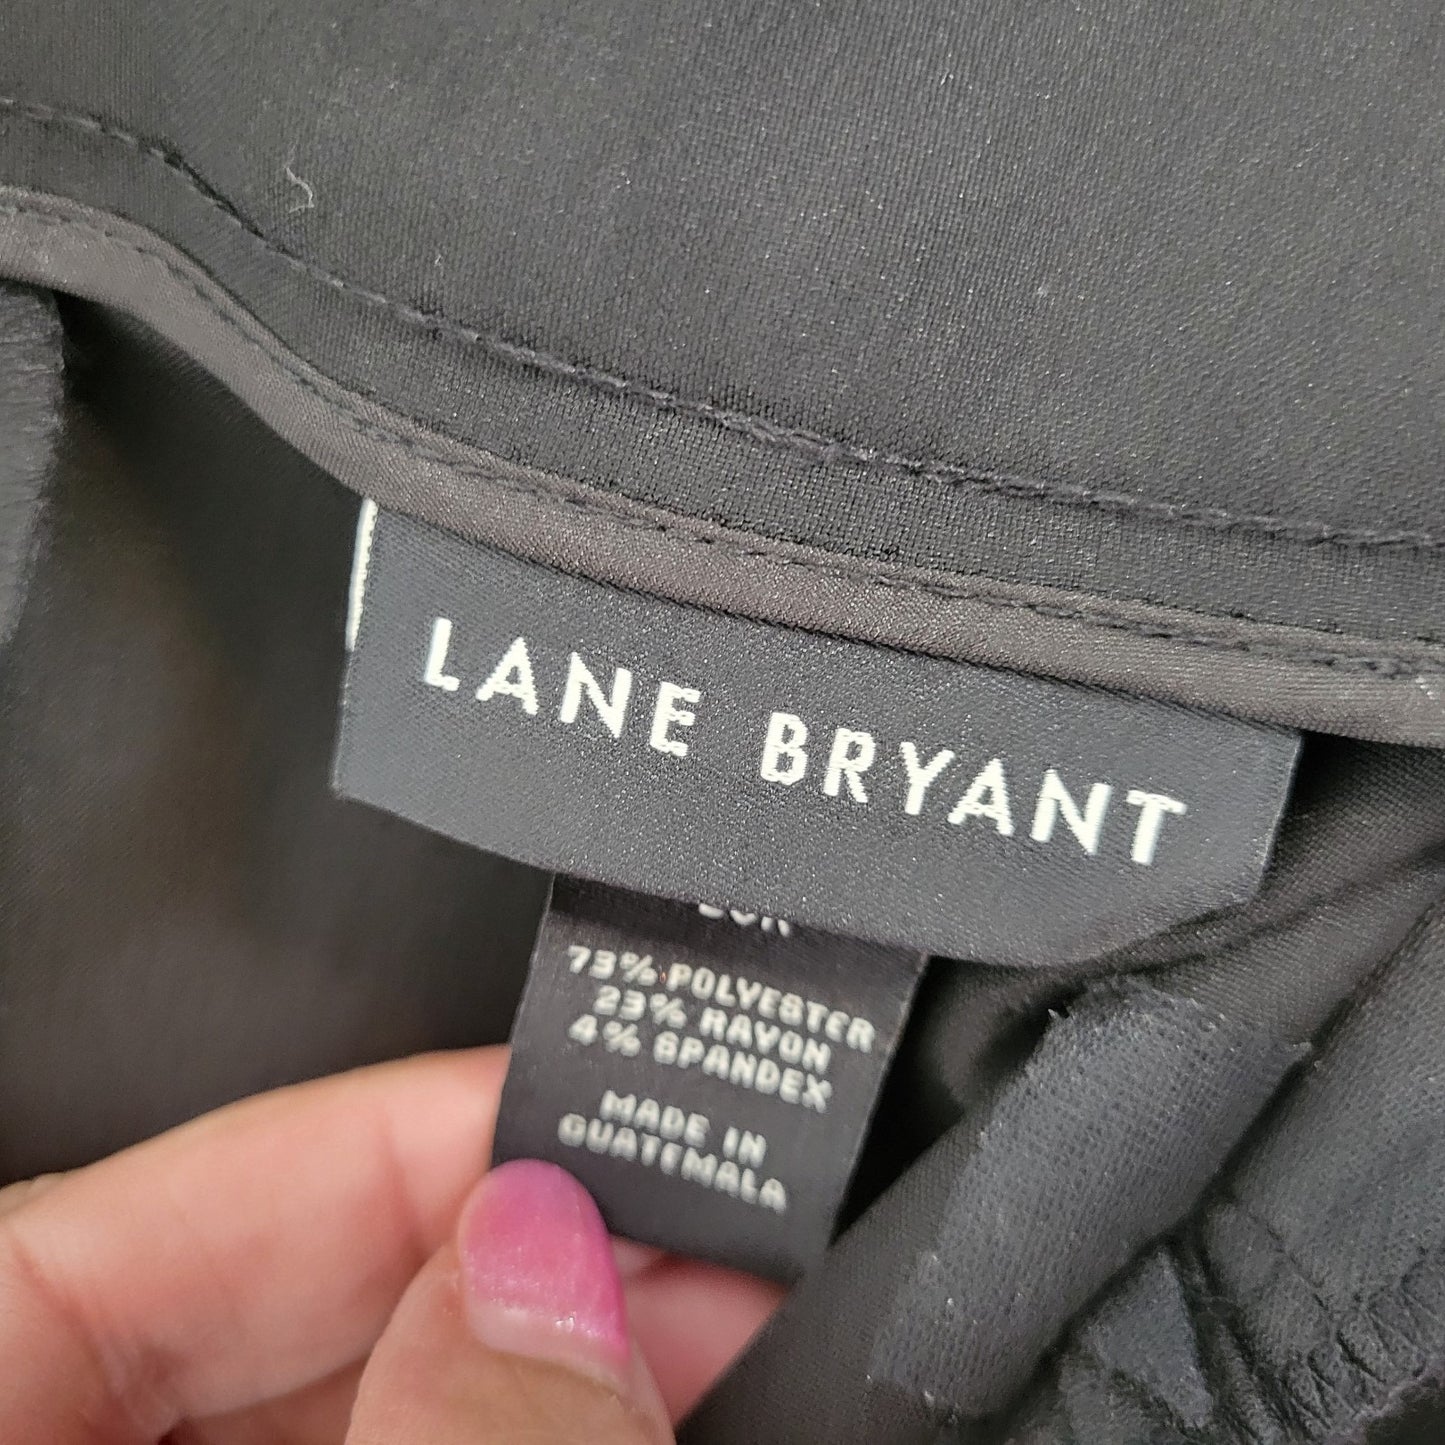 LANE BRYANT
73% POLYESTER
23% RAYON
4% SPANDEX
MADE IN
GUATEMALA